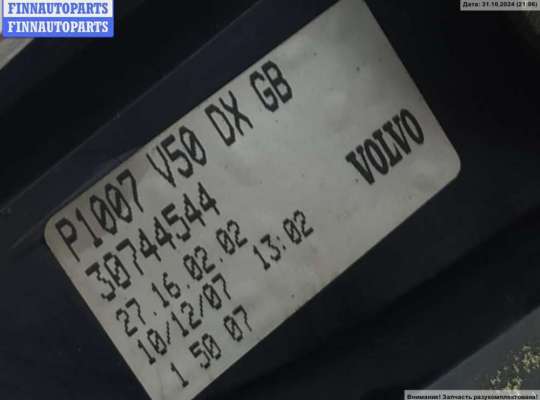 FINNAUTOPARTS
FINNAUTOPARTS
Дата: 31.10.2024 (21:06)
P1007 V50 DX GB
30744544
VOLVO
27.16.02.02
10/12/07 13:02
1 50 07
Внимание! Запчасть разукомплектована!